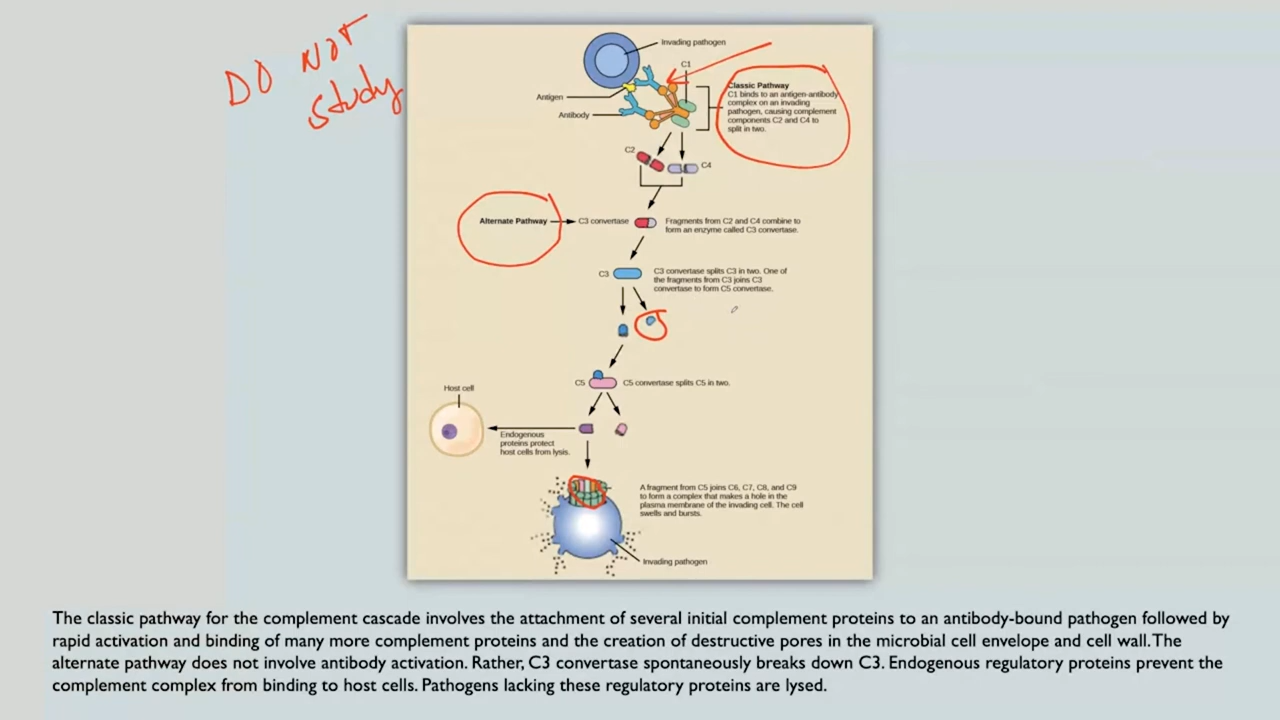 DO NOT
study
Invading pathogen
C1
Antigen
Antibody
Classic Pathway
C1 binds to an antigen-antibody
complex on an invading
pathogen, causing complement
components C2 and C4 to
split in two.
C2
C4
Alternate Pathway
C3 convertase
Fragments from C2 and C4 combine to
form an enzyme called C3 convertase.
C3
C3 convertase splits C3 in two. One of
the fragments from C3 joins C3
convertase to form C5 convertase.
C5
C5 convertase splits C5 in two.
Host cell
Endogenous
proteins protect
host cells from lysis.
A fragment from C5 joins C6, C7, C8, and C9
to form a complex that makes a hole in the
plasma membrane of the invading cell. The cell
swells and bursts.
Invading pathogen
The classic pathway for the complement cascade involves the attachment of several initial complement proteins to an antibody-bound pathogen followed by
rapid activation and binding of many more complement proteins and the creation of destructive pores in the microbial cell envelope and cell wall. The
alternate pathway does not involve antibody activation. Rather, C3 convertase spontaneously breaks down C3. Endogenous regulatory proteins prevent the
complement complex from binding to host cells. Pathogens lacking these regulatory proteins are lysed.